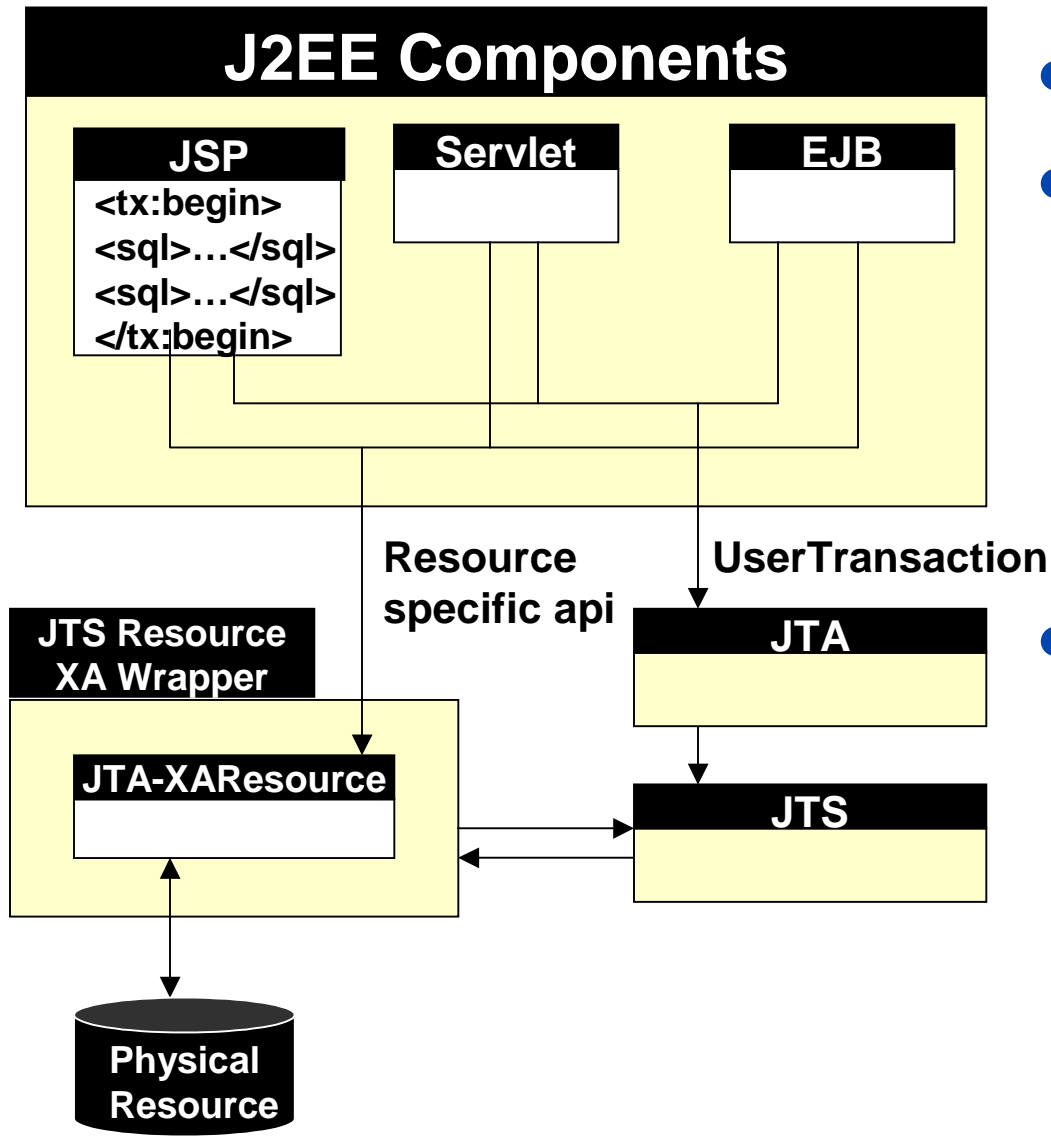 J2EE Components
JSP
<tx:begin>
<sql>…</sql>
<sql>…</sql>
</tx:begin>
Servlet
EJB
Resource
specific api
UserTransaction
JTS Resource
XA Wrapper
JTA
JTA-XAResource
JTS
Physical
Resource